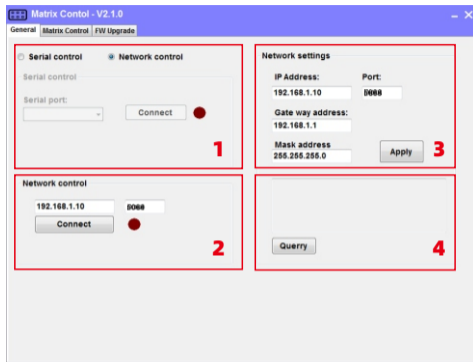 Matrix Contol - V2.1.0
General Matrix Control FW Upgrade
Serial control Network control
Serial control
Serial port:
Connect
1
Network settings
IP Address: Port:
192.168.1.10
Gate way address:
192.168.1.1
Mask address
255.255.255.0
Apply
3
Network control
192.168.1.10
Connect
2
Querry
4